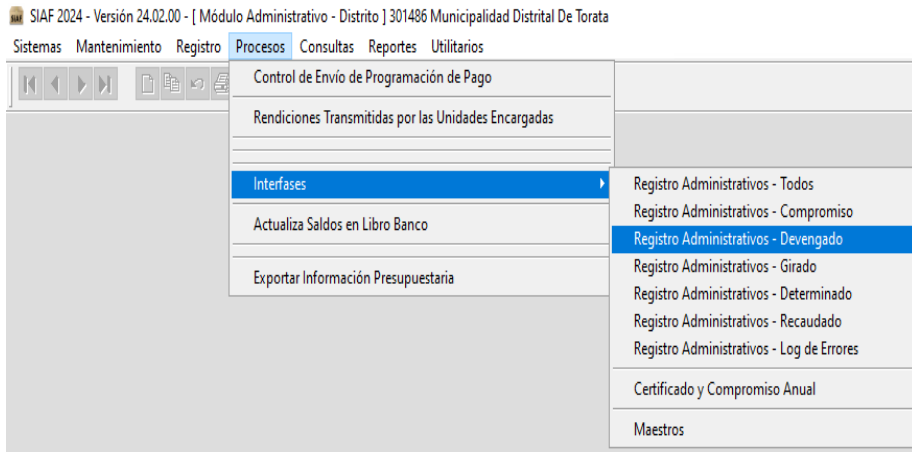 SIAF 2024 - Versión 24.02.00 - [ Módulo Administrativo - Distrito ] 301486 Municipalidad Distrital De Torata
Sistemas Mantenimiento Registro Procesos Consultas Reportes Utilitarios
Control de Envío de Programación de Pago
Rendiciones Transmitidas por las Unidades Encargadas
Interfases
Actualiza Saldos en Libro Banco
Exportar Información Presupuestaria
Registro Administrativos - Todos
Registro Administrativos - Compromiso
Registro Administrativos - Devengado
Registro Administrativos - Girado
Registro Administrativos - Determinado
Registro Administrativos - Recaudado
Registro Administrativos - Log de Errores
Certificado y Compromiso Anual
Maestros